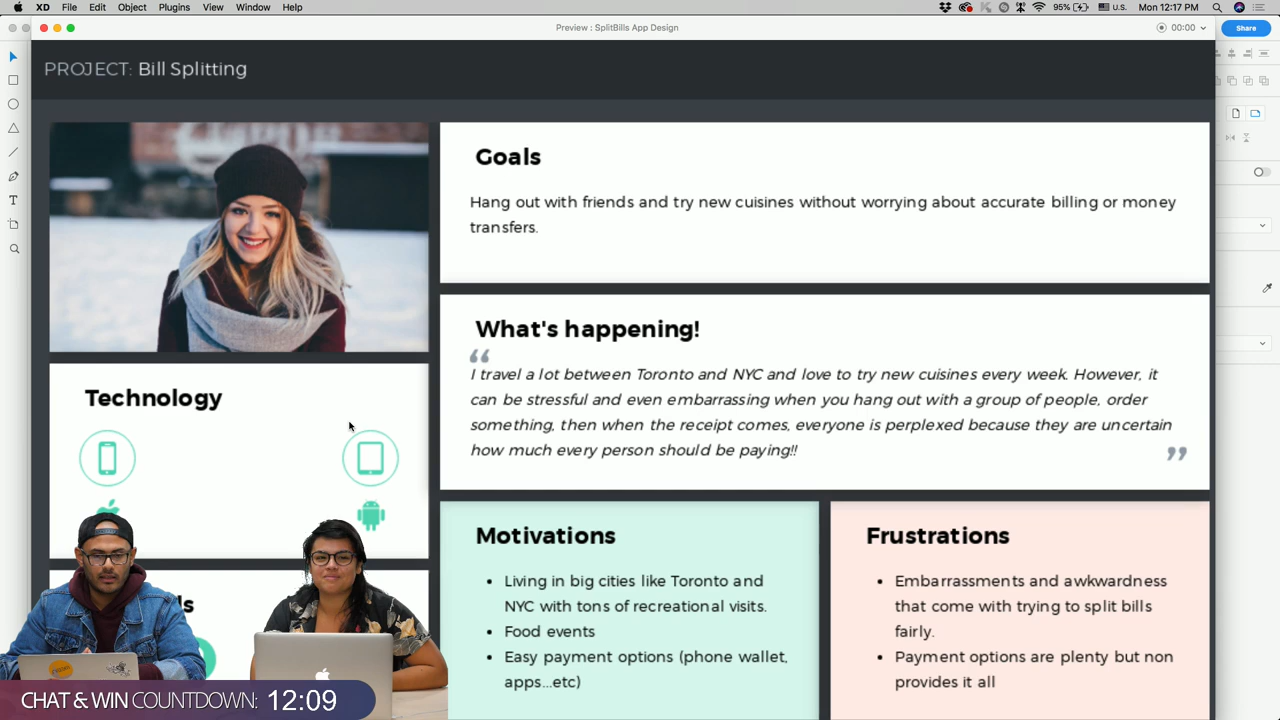 XD File Edit Object Plugins View Window Help
95% U.S. Mon 12:17 PM
Preview : SplitBills App Design
00:00
Share
PROJECT: Bill Splitting
Goals
Hang out with friends and try new cuisines without worrying about accurate billing or money
transfers.
What's happening!
“
I travel a lot between Toronto and NYC and love to try new cuisines every week. However, it
can be stressful and even embarrassing when you hang out with a group of people, order
something, then when the receipt comes, everyone is perplexed because they are uncertain
how much every person should be paying!!
”
Technology
Motivations
Living in big cities like Toronto and
NYC with tons of recreational visits.
Food events
Easy payment options (phone wallet,
apps...etc)
Frustrations
Embarrassments and awkwardness
that come with trying to split bills
fairly.
Payment options are plenty but non
provides it all
CHAT & WIN COUNTDOWN: 12:09